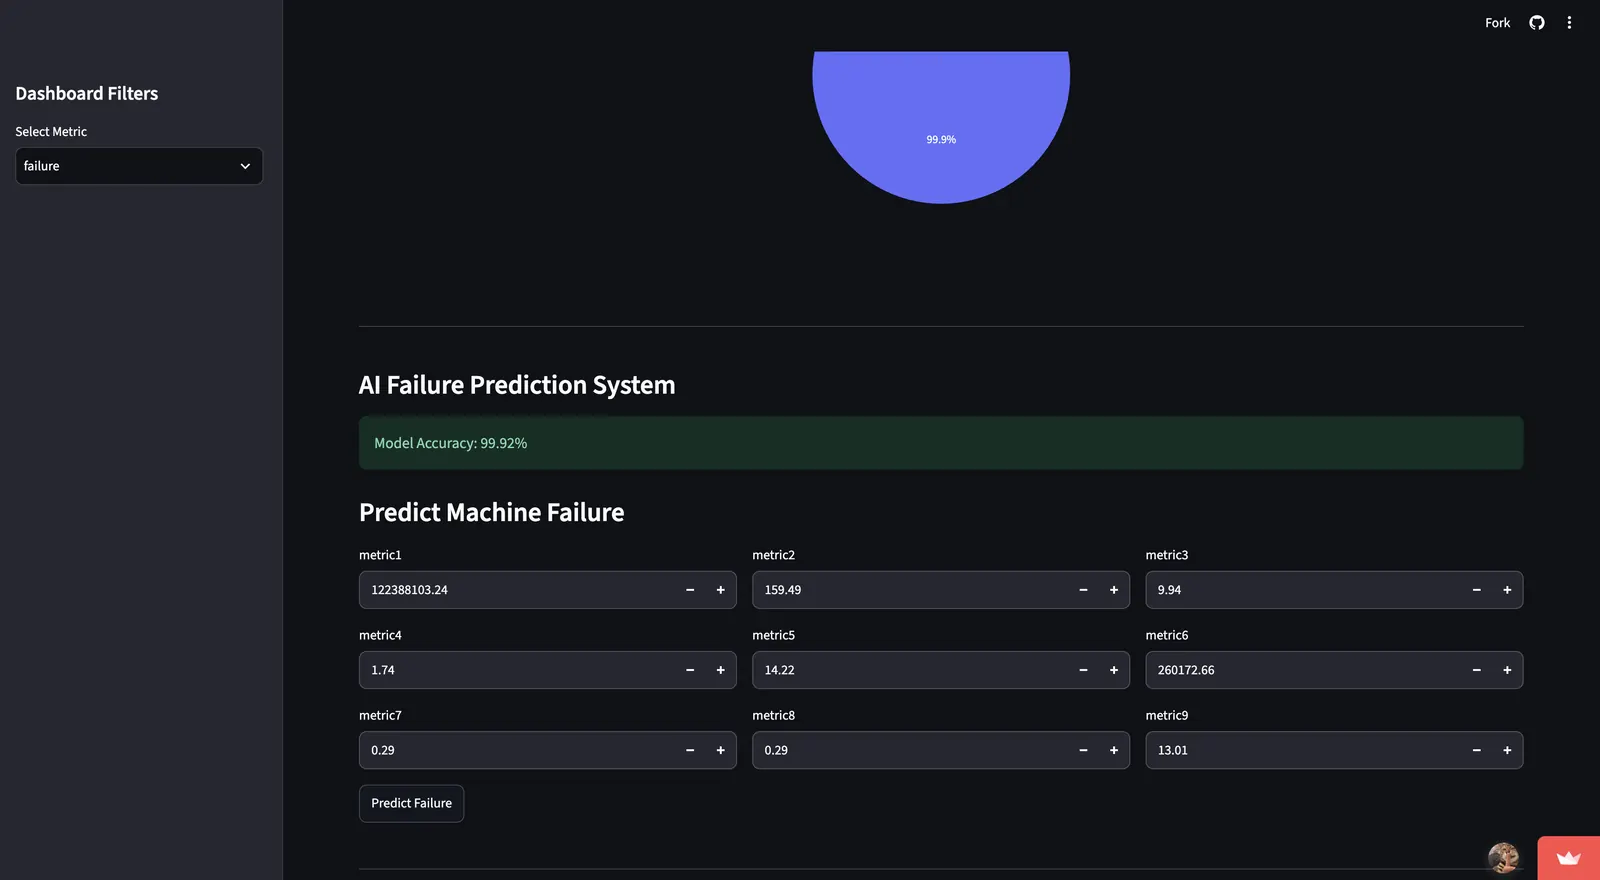 Fork
Dashboard Filters
Select Metric
failure
99.9%
AI Failure Prediction System
Model Accuracy: 99.92%
Predict Machine Failure
metric1 metric2 metric3
122388103.24 − + 159.49 − + 9.94 − +
metric4 metric5 metric6
1.74 − + 14.22 − + 260172.66 − +
metric7 metric8 metric9
0.29 − + 0.29 − + 13.01 − +
Predict Failure